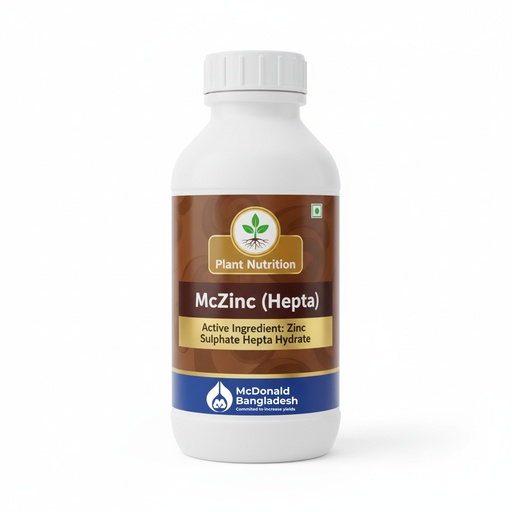 Plant Nutrition
McZinc (Hepta)
Active Ingredient: Zinc
Sulphate Hepta Hydrate
McDonald
Bangladesh
Commited to increase yields